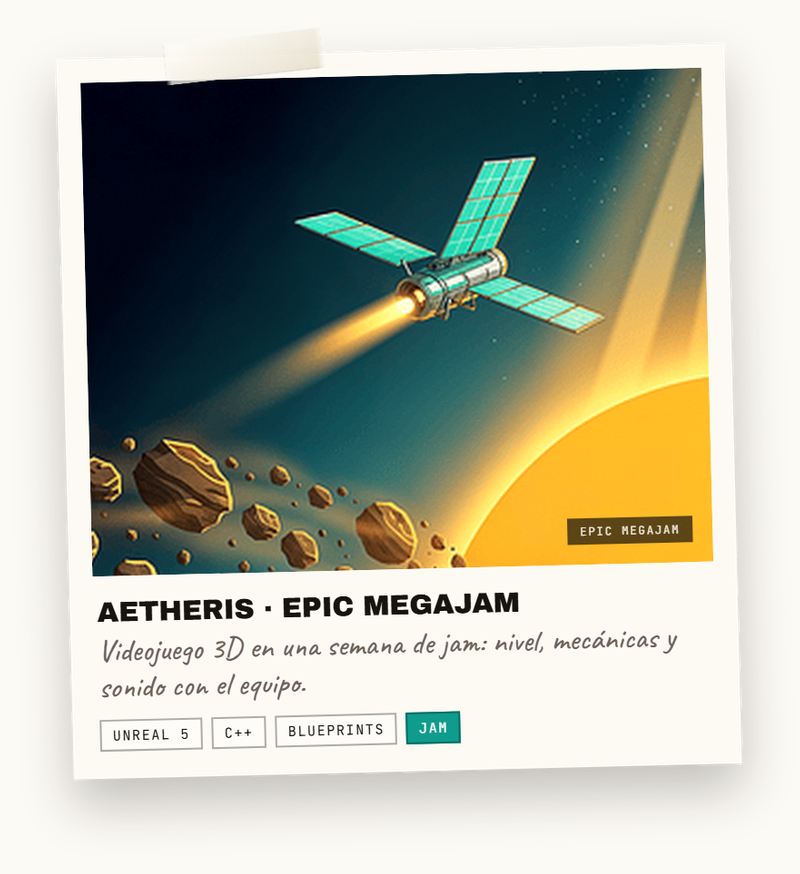 EPIC MEGAJAM
AETHERIS · EPIC MEGAJAM
Videojuego 3D en una semana de jam: nivel, mecánicas y
sonido con el equipo.
UNREAL 5
C++
BLUEPRINTS
JAM